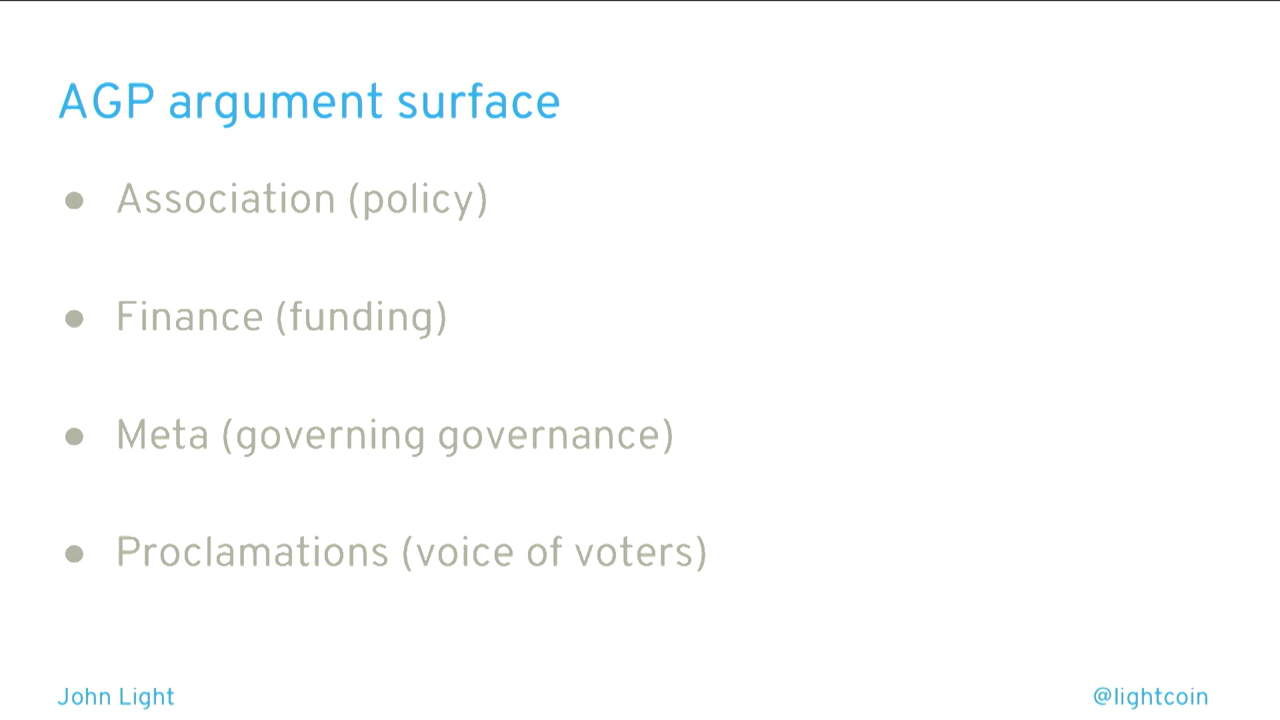 AGP argument surface
● Association (policy)
● Finance (funding)
● Meta (governing governance)
● Proclamations (voice of voters)
John Light
@lightcoin